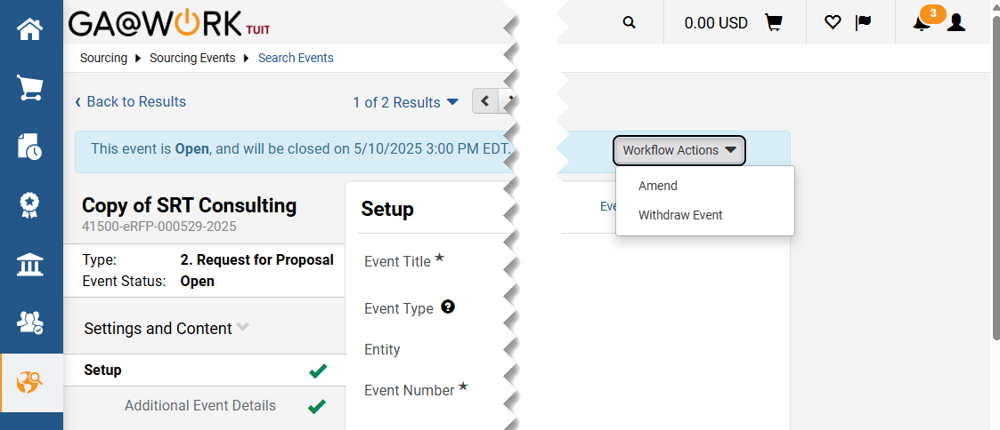 GA@WORK TUIT
0.00 USD
3
Sourcing Sourcing Events Search Events
Back to Results
1 of 2 Results
This event is Open, and will be closed on 5/10/2025 3:00 PM EDT.
Workflow Actions
Amend
Withdraw Event
Copy of SRT Consulting
41500-eRFP-000529-2025
Type: 2. Request for Proposal
Event Status: Open
Settings and Content
Setup
Additional Event Details
Setup
Event Title ★
Event Type ?
Entity
Event Number ★